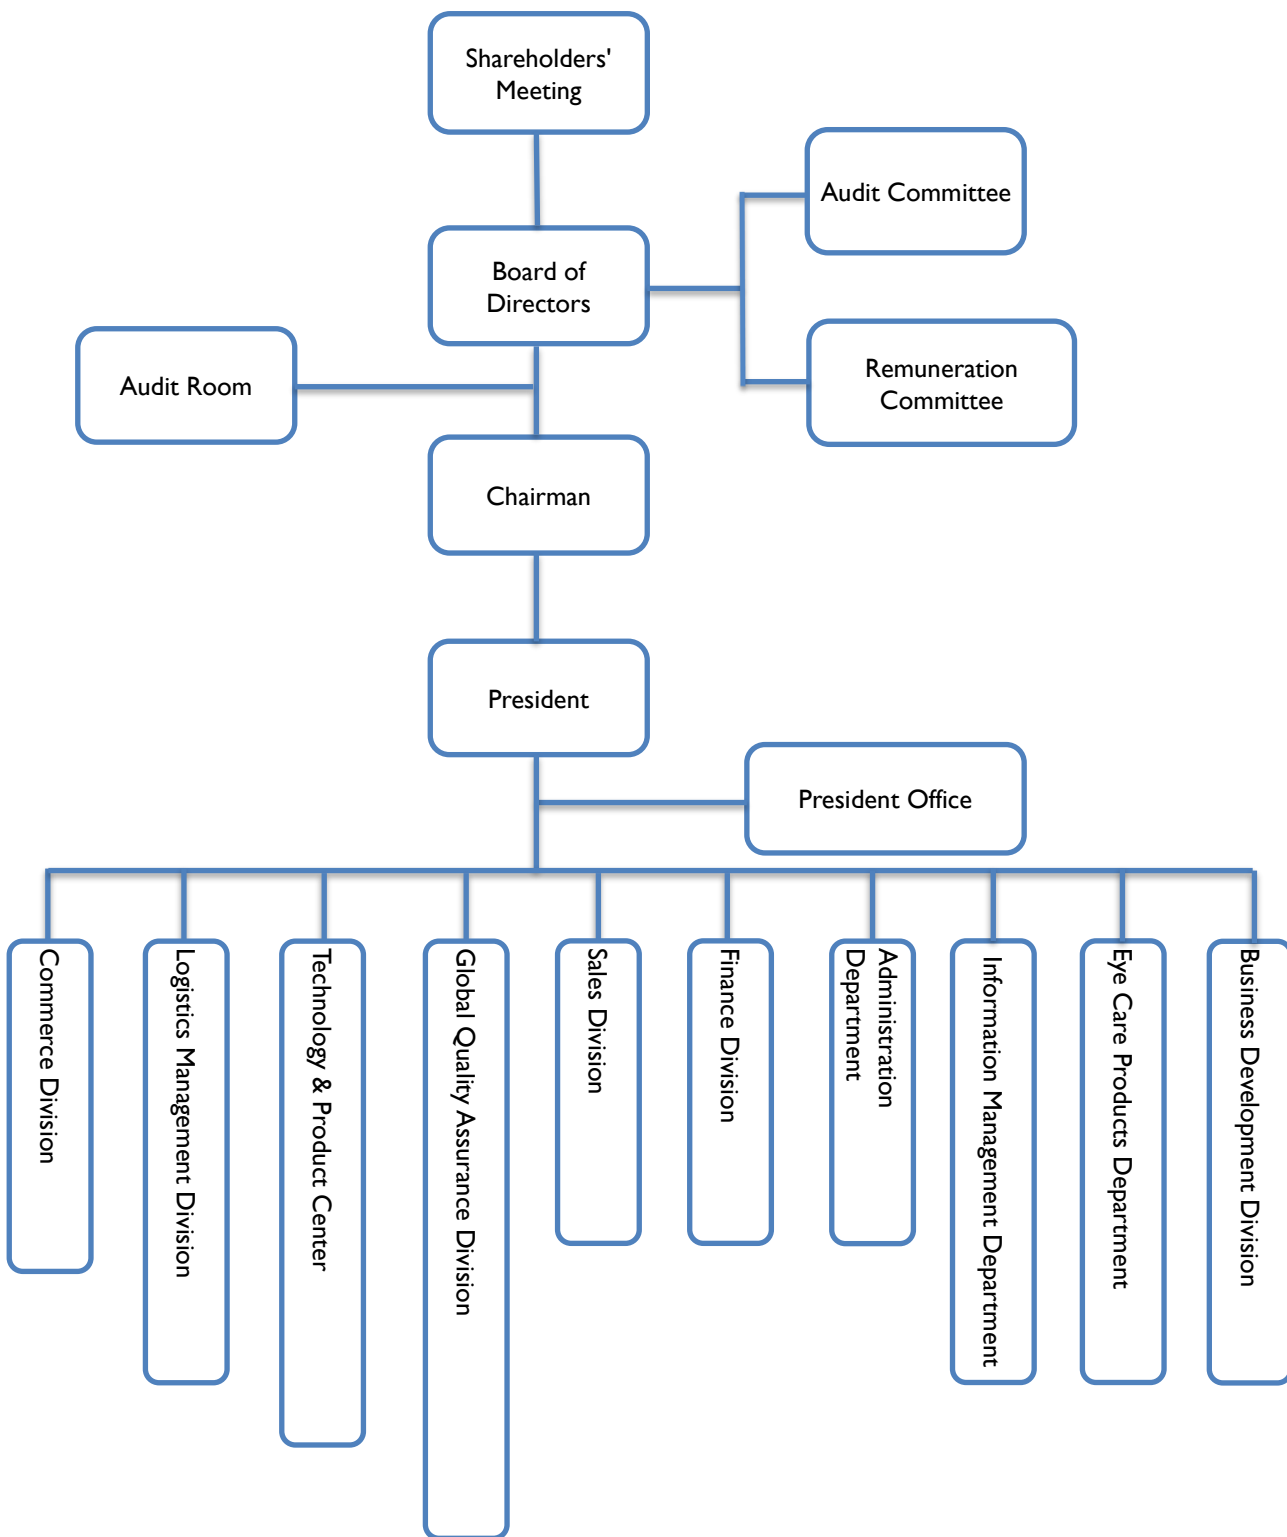 Shareholders'
Meeting
Audit Committee
Board of
Directors
Remuneration
Committee
Audit Room
Chairman
President
President Office
Commerce Division
Logistics Management Division
Technology & Product Center
Global Quality Assurance Division
Sales Division
Finance Division
Administration
Department
Information Management Department
Eye Care Products Department
Business Development Division